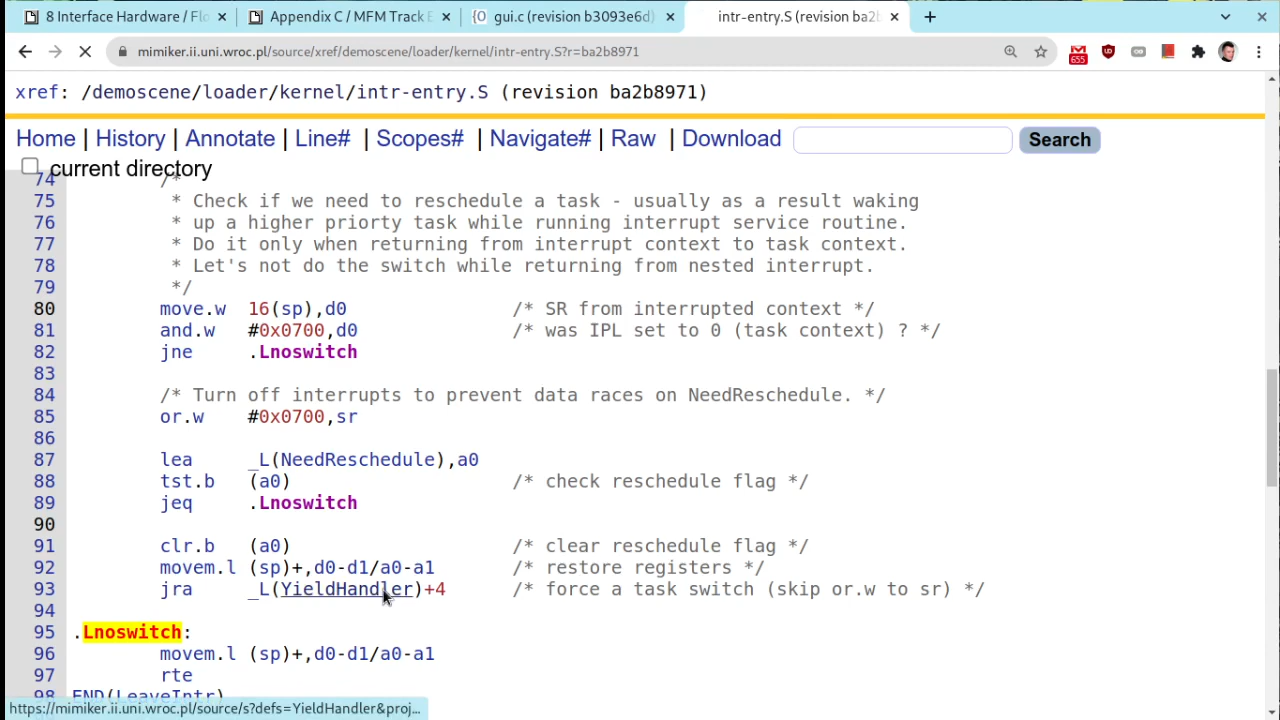 8 Interface Hardware / Flo
Appendix C / MFM Track E
gui.c (revision b3093e6d)
intr-entry.S (revision ba2b
mimiker.ii.uni.wroc.pl/source/xref/demoscene/loader/kernel/intr-entry.S?r=ba2b8971
655
xref: /demoscene/loader/kernel/intr-entry.S (revision ba2b8971)
Home | History | Annotate | Line# | Scopes# | Navigate# | Raw | Download Search
current directory
74 /*
75 * Check if we need to reschedule a task - usually as a result waking
76 * up a higher priorty task while running interrupt service routine.
77 * Do it only when returning from interrupt context to task context.
78 * Let's not do the switch while returning from nested interrupt.
79 */
80 move.w 16(sp),d0 /* SR from interrupted context */
81 and.w #0x0700,d0 /* was IPL set to 0 (task context) ? */
82 jne .Lnoswitch
83
84 /* Turn off interrupts to prevent data races on NeedReschedule. */
85 or.w #0x0700,sr
86
87 lea _L(NeedReschedule),a0
88 tst.b (a0) /* check reschedule flag */
89 jeq .Lnoswitch
90
91 clr.b (a0) /* clear reschedule flag */
92 movem.l (sp)+,d0-d1/a0-a1 /* restore registers */
93 jra _L(YieldHandler)+4 /* force a task switch (skip or.w to sr) */
94
95 .Lnoswitch:
96 movem.l (sp)+,d0-d1/a0-a1
97 rte
98 END(LeaveIntr)
https://mimiker.ii.uni.wroc.pl/source/s?defs=YieldHandler&proj...